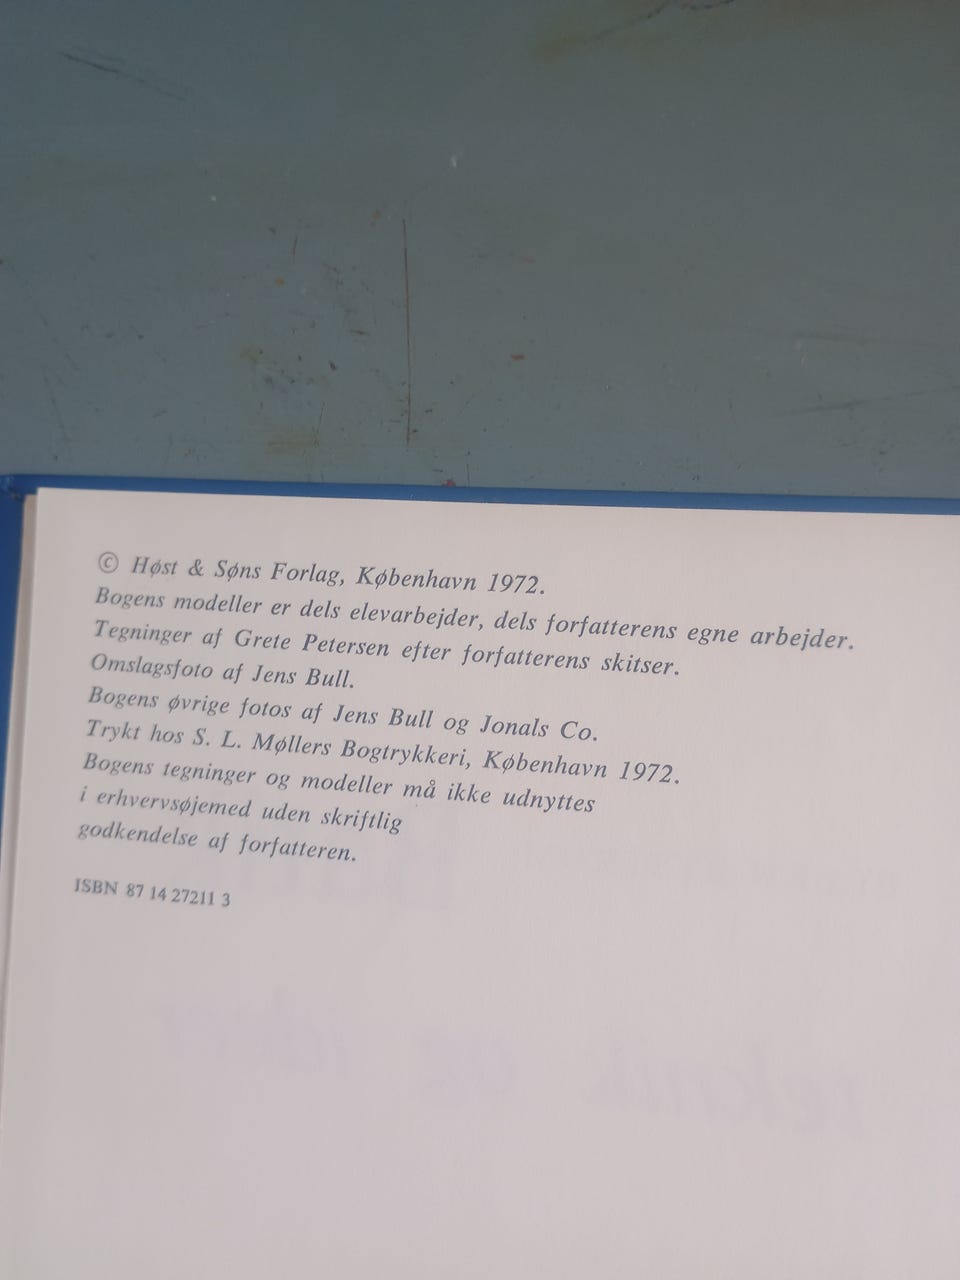 © Høst & Søns Forlag, København 1972.
Bogens modeller er dels elevarbejder, dels forfatterens egne arbejder.
Tegninger af Grete Petersen efter forfatterens skitser.
Omslagsfoto af Jens Bull.
Bogens øvrige fotos af Jens Bull og Jonals Co.
Trykt hos S. L. Møllers Bogtrykkeri, København 1972.
Bogens tegninger og modeller må ikke udnyttes
i erhvervsøjemed uden skriftlig
godkendelse af forfatteren.
ISBN 87 14 27211 3